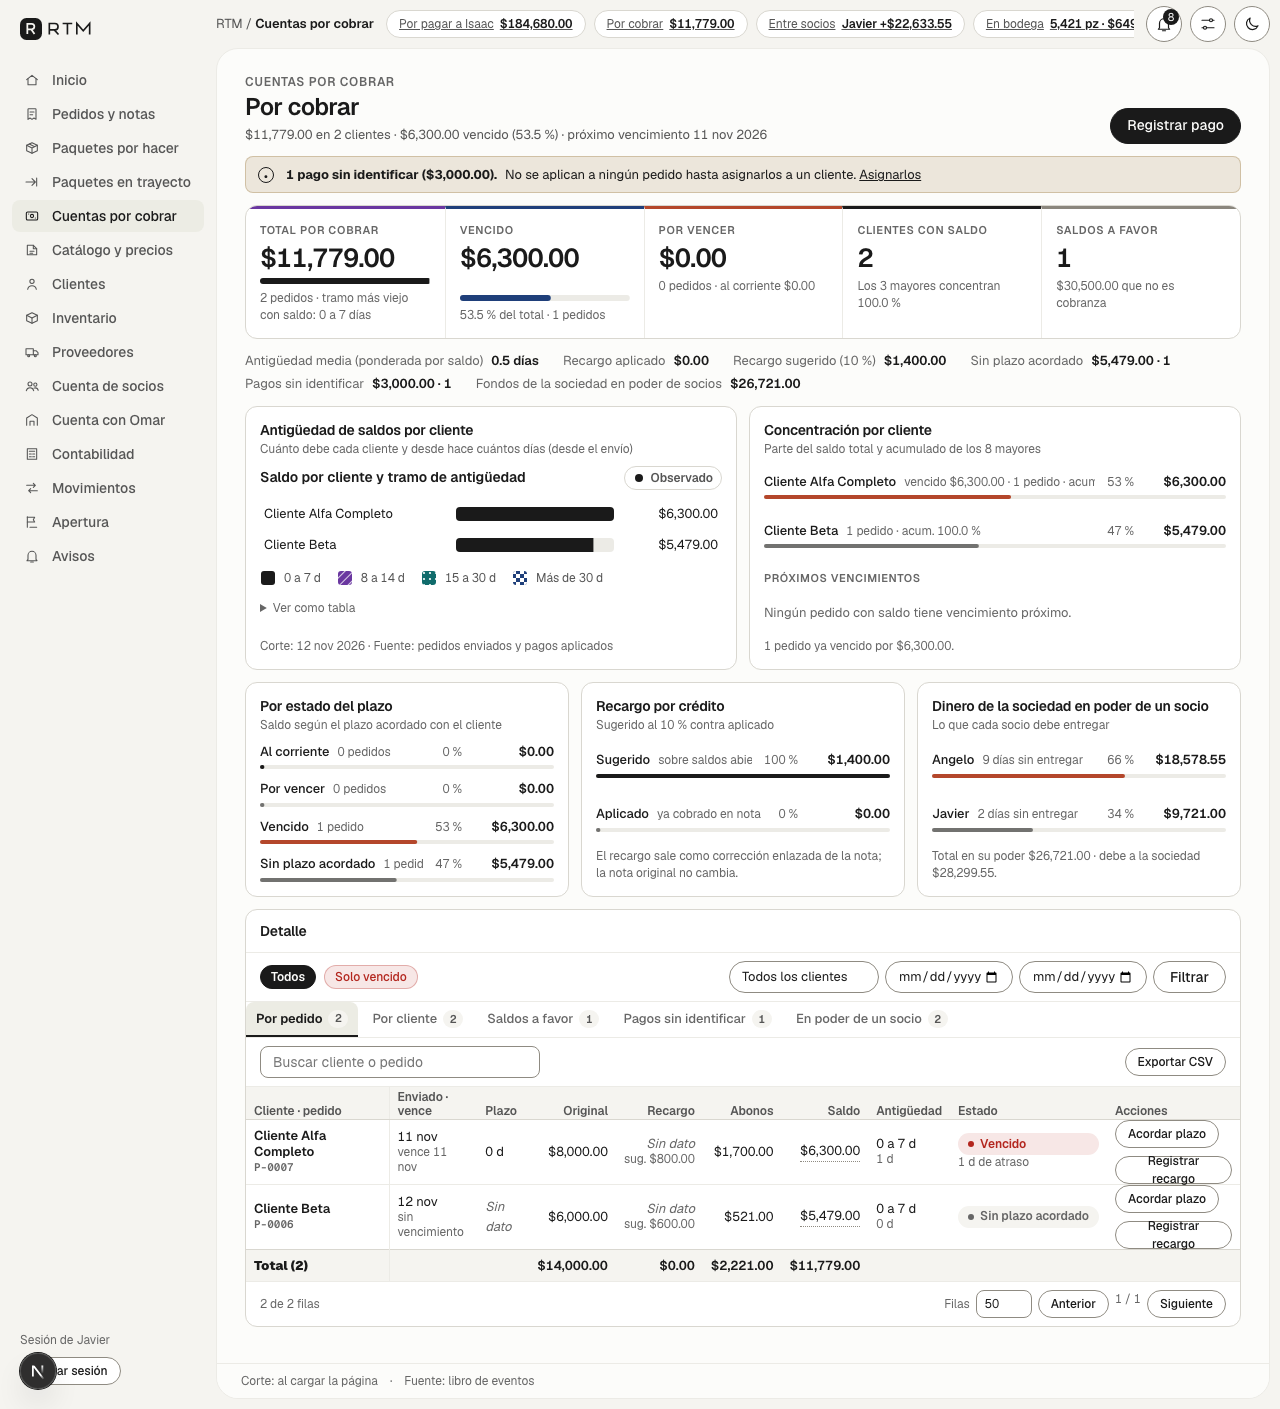 R RTM
RTM / Cuentas por cobrar
Por pagar a Isaac $184,680.00
Por cobrar $11,779.00
Entre socios Javier +$22,633.55
En bodega 5,421 pz · $649
8
Inicio
Pedidos y notas
Paquetes por hacer
Paquetes en trayecto
Cuentas por cobrar
Catálogo y precios
Clientes
Inventario
Proveedores
Cuenta de socios
Cuenta con Omar
Contabilidad
Movimientos
Apertura
Avisos
Sesión de Javier
N ar sesión
CUENTAS POR COBRAR
Por cobrar
$11,779.00 en 2 clientes · $6,300.00 vencido (53.5 %) · próximo vencimiento 11 nov 2026
Registrar pago
1 pago sin identificar ($3,000.00). No se aplican a ningún pedido hasta asignarlos a un cliente. Asignarlos
TOTAL POR COBRAR
$11,779.00
2 pedidos · tramo más viejo
con saldo: 0 a 7 días
VENCIDO
$6,300.00
53.5 % del total · 1 pedidos
POR VENCER
$0.00
0 pedidos · al corriente $0.00
CLIENTES CON SALDO
2
Los 3 mayores concentran
100.0 %
SALDOS A FAVOR
1
$30,500.00 que no es
cobranza
Antigüedad media (ponderada por saldo) 0.5 días Recargo aplicado $0.00 Recargo sugerido (10 %) $1,400.00 Sin plazo acordado $5,479.00 · 1
Pagos sin identificar $3,000.00 · 1 Fondos de la sociedad en poder de socios $26,721.00
Antigüedad de saldos por cliente
Cuánto debe cada cliente y desde hace cuántos días (desde el envío)
Saldo por cliente y tramo de antigüedad Observado
Cliente Alfa Completo $6,300.00
Cliente Beta $5,479.00
0 a 7 d 8 a 14 d 15 a 30 d Más de 30 d
Ver como tabla
Corte: 12 nov 2026 · Fuente: pedidos enviados y pagos aplicados
Concentración por cliente
Parte del saldo total y acumulado de los 8 mayores
Cliente Alfa Completo vencido $6,300.00 · 1 pedido · acum 53 % $6,300.00
Cliente Beta 1 pedido · acum. 100.0 % 47 % $5,479.00
PRÓXIMOS VENCIMIENTOS
Ningún pedido con saldo tiene vencimiento próximo.
1 pedido ya vencido por $6,300.00.
Por estado del plazo
Saldo según el plazo acordado con el cliente
Al corriente 0 pedidos 0 % $0.00
Por vencer 0 pedidos 0 % $0.00
Vencido 1 pedido 53 % $6,300.00
Sin plazo acordado 1 pedid 47 % $5,479.00
Recargo por crédito
Sugerido al 10 % contra aplicado
Sugerido sobre saldos abie 100 % $1,400.00
Aplicado ya cobrado en nota 0 % $0.00
El recargo sale como corrección enlazada de la nota;
la nota original no cambia.
Dinero de la sociedad en poder de un socio
Lo que cada socio debe entregar
Angelo 9 días sin entregar 66 % $18,578.55
Javier 2 días sin entregar 34 % $9,721.00
Total en su poder $26,721.00 · debe a la sociedad
$28,299.55.
Detalle
Todos Solo vencido Todos los clientes mm/dd/yyyy mm/dd/yyyy Filtrar
Por pedido 2 Por cliente 2 Saldos a favor 1 Pagos sin identificar 1 En poder de un socio 2
Buscar cliente o pedido Exportar CSV
Cliente · pedido Enviado · vence Plazo Original Recargo Abonos Saldo Antigüedad Estado Acciones
Cliente Alfa Completo P-0007 11 nov vence 11 nov 0 d $8,000.00 Sin dato sug. $800.00 $1,700.00 $6,300.00 0 a 7 d 1 d Vencido 1 d de atraso Acordar plazo Registrar recargo
Cliente Beta P-0006 12 nov sin vencimiento Sin dato $6,000.00 Sin dato sug. $600.00 $521.00 $5,479.00 0 a 7 d 0 d Sin plazo acordado Acordar plazo Registrar recargo
Total (2) $14,000.00 $0.00 $2,221.00 $11,779.00
2 de 2 filas Filas 50 Anterior 1 / 1 Siguiente
Corte: al cargar la página · Fuente: libro de eventos